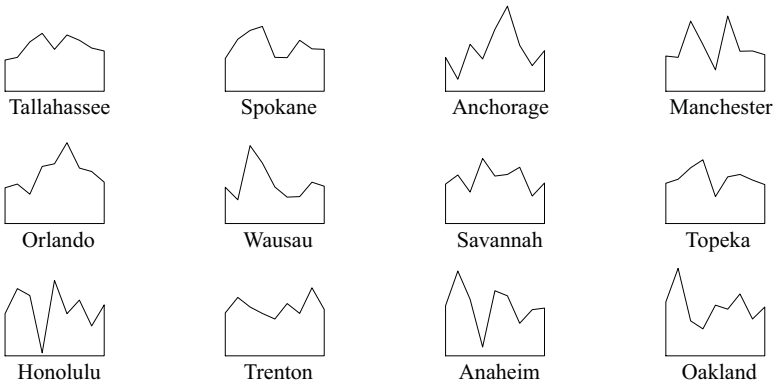 Tallahassee
Spokane
Anchorage
Manchester
Orlando
Wausau
Savannah
Topeka
Honolulu
Trenton
Anaheim
Oakland